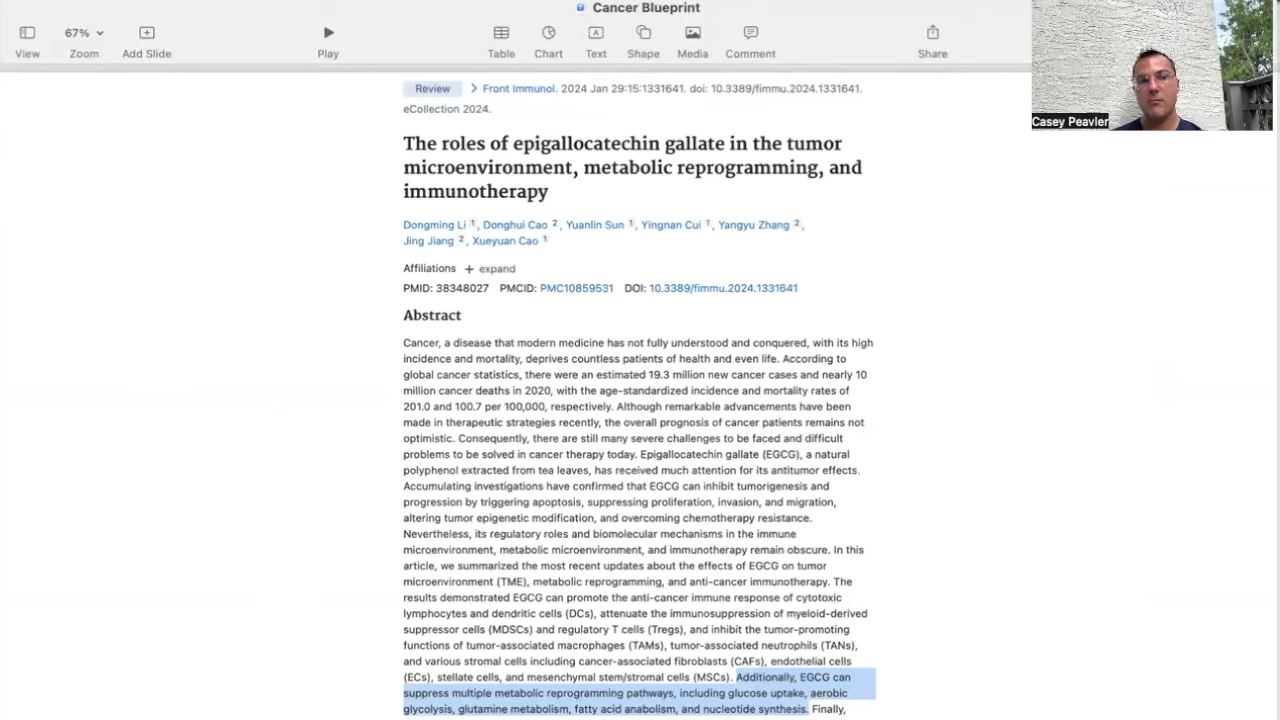 Cancer Blueprint
67%
View Zoom Add Slide Play Table Chart Text Shape Media Comment Share
Casey Peavler
Review Front Immunol. 2024 Jan 29:15:1331641. doi: 10.3389/fimmu.2024.1331641.
eCollection 2024.
The roles of epigallocatechin gallate in the tumor
microenvironment, metabolic reprogramming, and
immunotherapy
Dongming Li 1, Donghui Cao 2, Yuanlin Sun 1, Yingnan Cui 1, Yangyu Zhang 2,
Jing Jiang 2, Xueyuan Cao 1
Affiliations + expand
PMID: 38348027 PMCID: PMC10859531 DOI: 10.3389/fimmu.2024.1331641
Abstract
Cancer, a disease that modern medicine has not fully understood and conquered, with its high
incidence and mortality, deprives countless patients of health and even life. According to
global cancer statistics, there were an estimated 19.3 million new cancer cases and nearly 10
million cancer deaths in 2020, with the age-standardized incidence and mortality rates of
201.0 and 100.7 per 100,000, respectively. Although remarkable advancements have been
made in therapeutic strategies recently, the overall prognosis of cancer patients remains not
optimistic. Consequently, there are still many severe challenges to be faced and difficult
problems to be solved in cancer therapy today. Epigallocatechin gallate (EGCG), a natural
polyphenol extracted from tea leaves, has received much attention for its antitumor effects.
Accumulating investigations have confirmed that EGCG can inhibit tumorigenesis and
progression by triggering apoptosis, suppressing proliferation, invasion, and migration,
altering tumor epigenetic modification, and overcoming chemotherapy resistance.
Nevertheless, its regulatory roles and biomolecular mechanisms in the immune
microenvironment, metabolic microenvironment, and immunotherapy remain obscure. In this
article, we summarized the most recent updates about the effects of EGCG on tumor
microenvironment (TME), metabolic reprogramming, and anti-cancer immunotherapy. The
results demonstrated EGCG can promote the anti-cancer immune response of cytotoxic
lymphocytes and dendritic cells (DCs), attenuate the immunosuppression of myeloid-derived
suppressor cells (MDSCs) and regulatory T cells (Tregs), and inhibit the tumor-promoting
functions of tumor-associated macrophages (TAMs), tumor-associated neutrophils (TANs),
and various stromal cells including cancer-associated fibroblasts (CAFs), endothelial cells
(ECs), stellate cells, and mesenchymal stem/stromal cells (MSCs). Additionally, EGCG can
suppress multiple metabolic reprogramming pathways, including glucose uptake, aerobic
glycolysis, glutamine metabolism, fatty acid anabolism, and nucleotide synthesis. Finally,